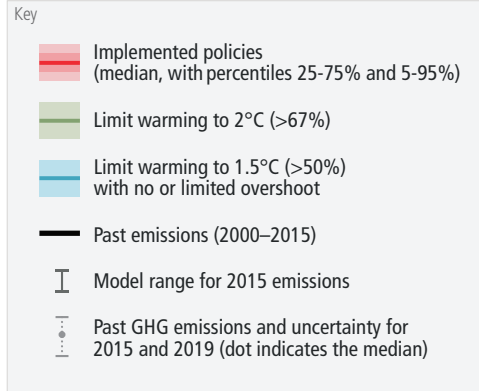 Key
Implemented policies
(median, with percentiles 25-75% and 5-95%)
Limit warming to 2°C (>67%)
Limit warming to 1.5°C (>50%)
with no or limited overshoot
Past emissions (2000–2015)
Model range for 2015 emissions
Past GHG emissions and uncertainty for
2015 and 2019 (dot indicates the median)